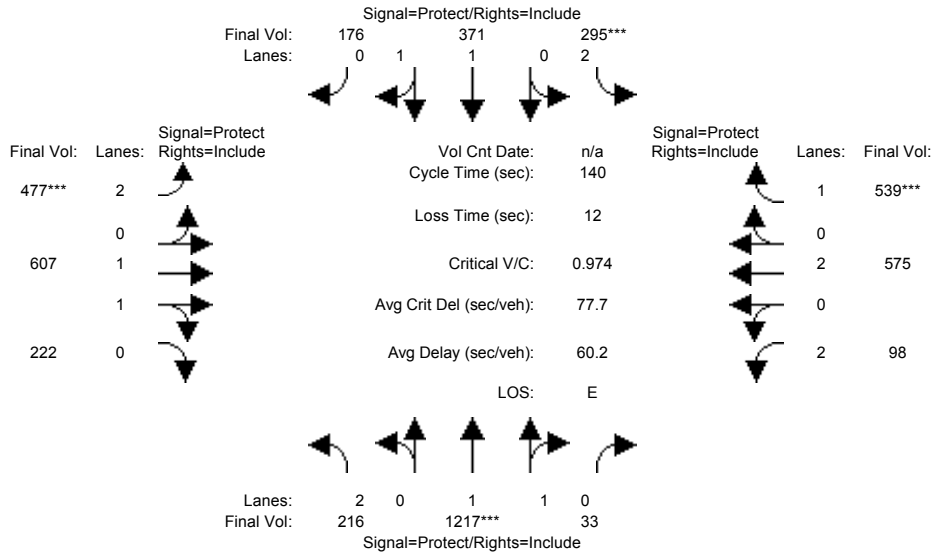 Signal=Protect/Rights=Include
Final Vol: 176 371 295***
Lanes: 0 1 1 0 2
Signal=Protect Signal=Protect
Final Vol: Lanes: Rights=Include Vol Cnt Date: n/a Rights=Include Lanes: Final Vol:
Cycle Time (sec): 140
477*** 2 1 539***
Loss Time (sec): 12
0 0
607 1 Critical V/C: 0.974 2 575
1 Avg Crit Del (sec/veh): 77.7 0
222 0 Avg Delay (sec/veh): 60.2 2 98
LOS: E
Lanes: 2 0 1 1 0
Final Vol: 216 1217*** 33
Signal=Protect/Rights=Include